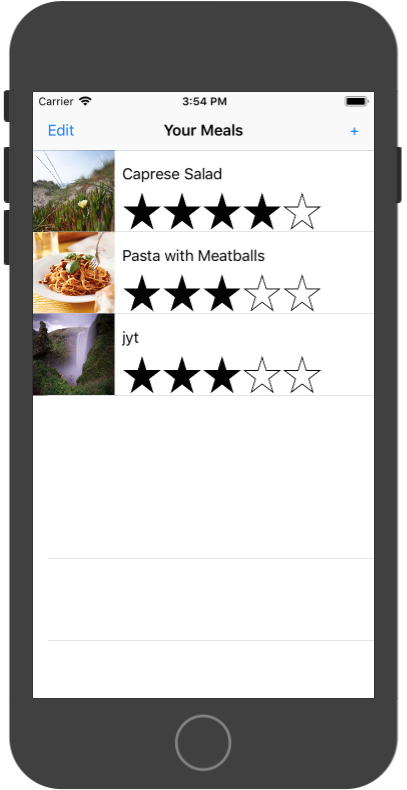 Carrier 3:54 PM
Edit Your Meals +
Caprese Salad
Pasta with Meatballs
jyt